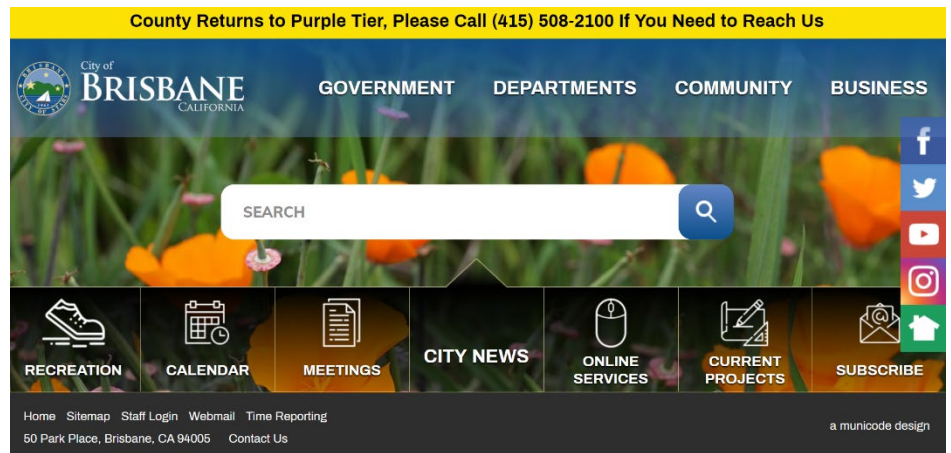 County Returns to Purple Tier, Please Call (415) 508-2100 If You Need to Reach Us
City of
BRISBANE
CALIFORNIA
GOVERNMENT DEPARTMENTS COMMUNITY BUSINESS
SEARCH
RECREATION
CALENDAR
MEETINGS
CITY NEWS
ONLINE
SERVICES
CURRENT
PROJECTS
SUBSCRIBE
Home Sitemap Staff Login Webmail Time Reporting
50 Park Place, Brisbane, CA 94005 Contact Us
a municode design